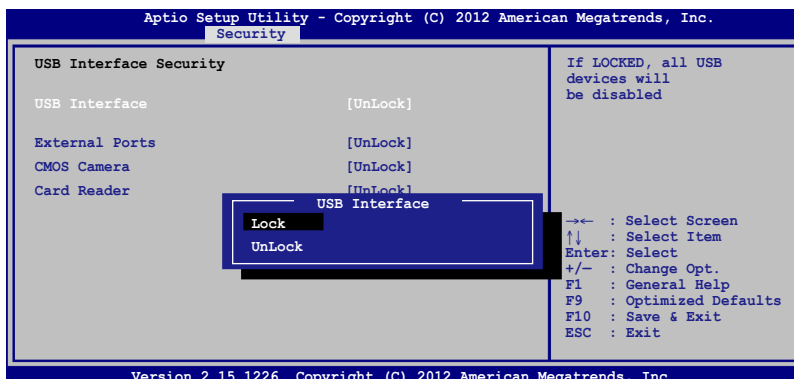 Aptio Setup Utility - Copyright (C) 2012 American Megatrends, Inc.
Security
USB Interface Security
USB Interface [UnLock]
External Ports [UnLock]
CMOS Camera [UnLock]
Card Reader [UnLock]
USB Interface
Lock
UnLock
If LOCKED, all USB
devices will
be disabled
→← : Select Screen
↑↓ : Select Item
Enter: Select
+/— : Change Opt.
F1 : General Help
F9 : Optimized Defaults
F10 : Save & Exit
ESC : Exit
Version 2.15.1226. Copyright (C) 2012 American Megatrends, Inc.